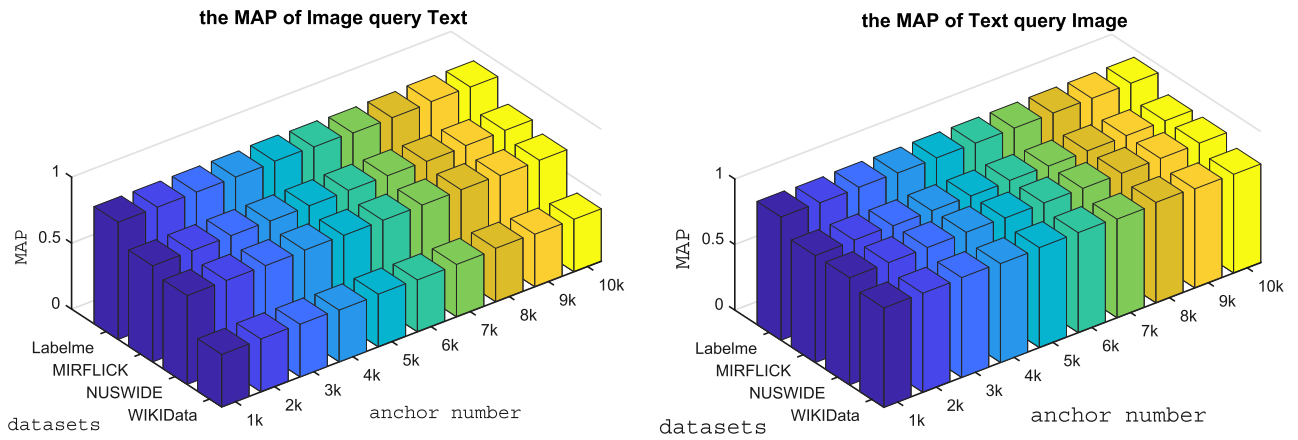 the MAP of Image query Text
1
0.5
0
MAP
Labelme
MIRFLICK
NUSWIDE
WIKIData
datasets
1k
2k
3k
4k
5k
6k
7k
8k
9k
10k
anchor number
the MAP of Text query Image
1
0.5
0
MAP
Labelme
MIRFLICK
NUSWIDE
WIKIData
datasets
1k
2k
3k
4k
5k
6k
7k
8k
9k
10k
anchor number